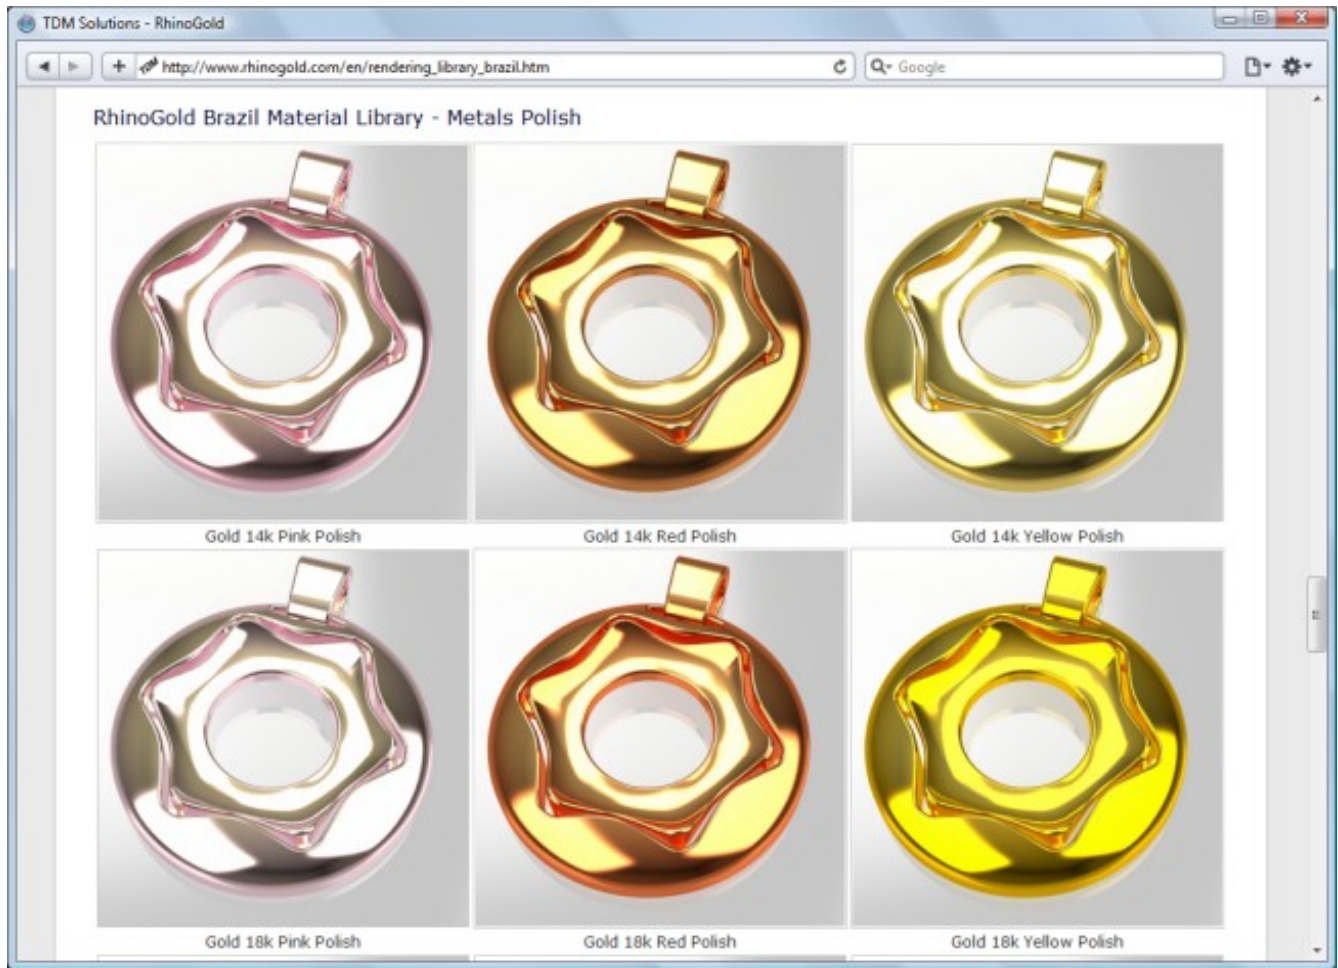 TDM Solutions - RhinoGold
http://www.rhinogold.com/en/rendering_library_brazil.htm
Google
RhinoGold Brazil Material Library - Metals Polish
Gold 14k Pink Polish
Gold 14k Red Polish
Gold 14k Yellow Polish
Gold 18k Pink Polish
Gold 18k Red Polish
Gold 18k Yellow Polish